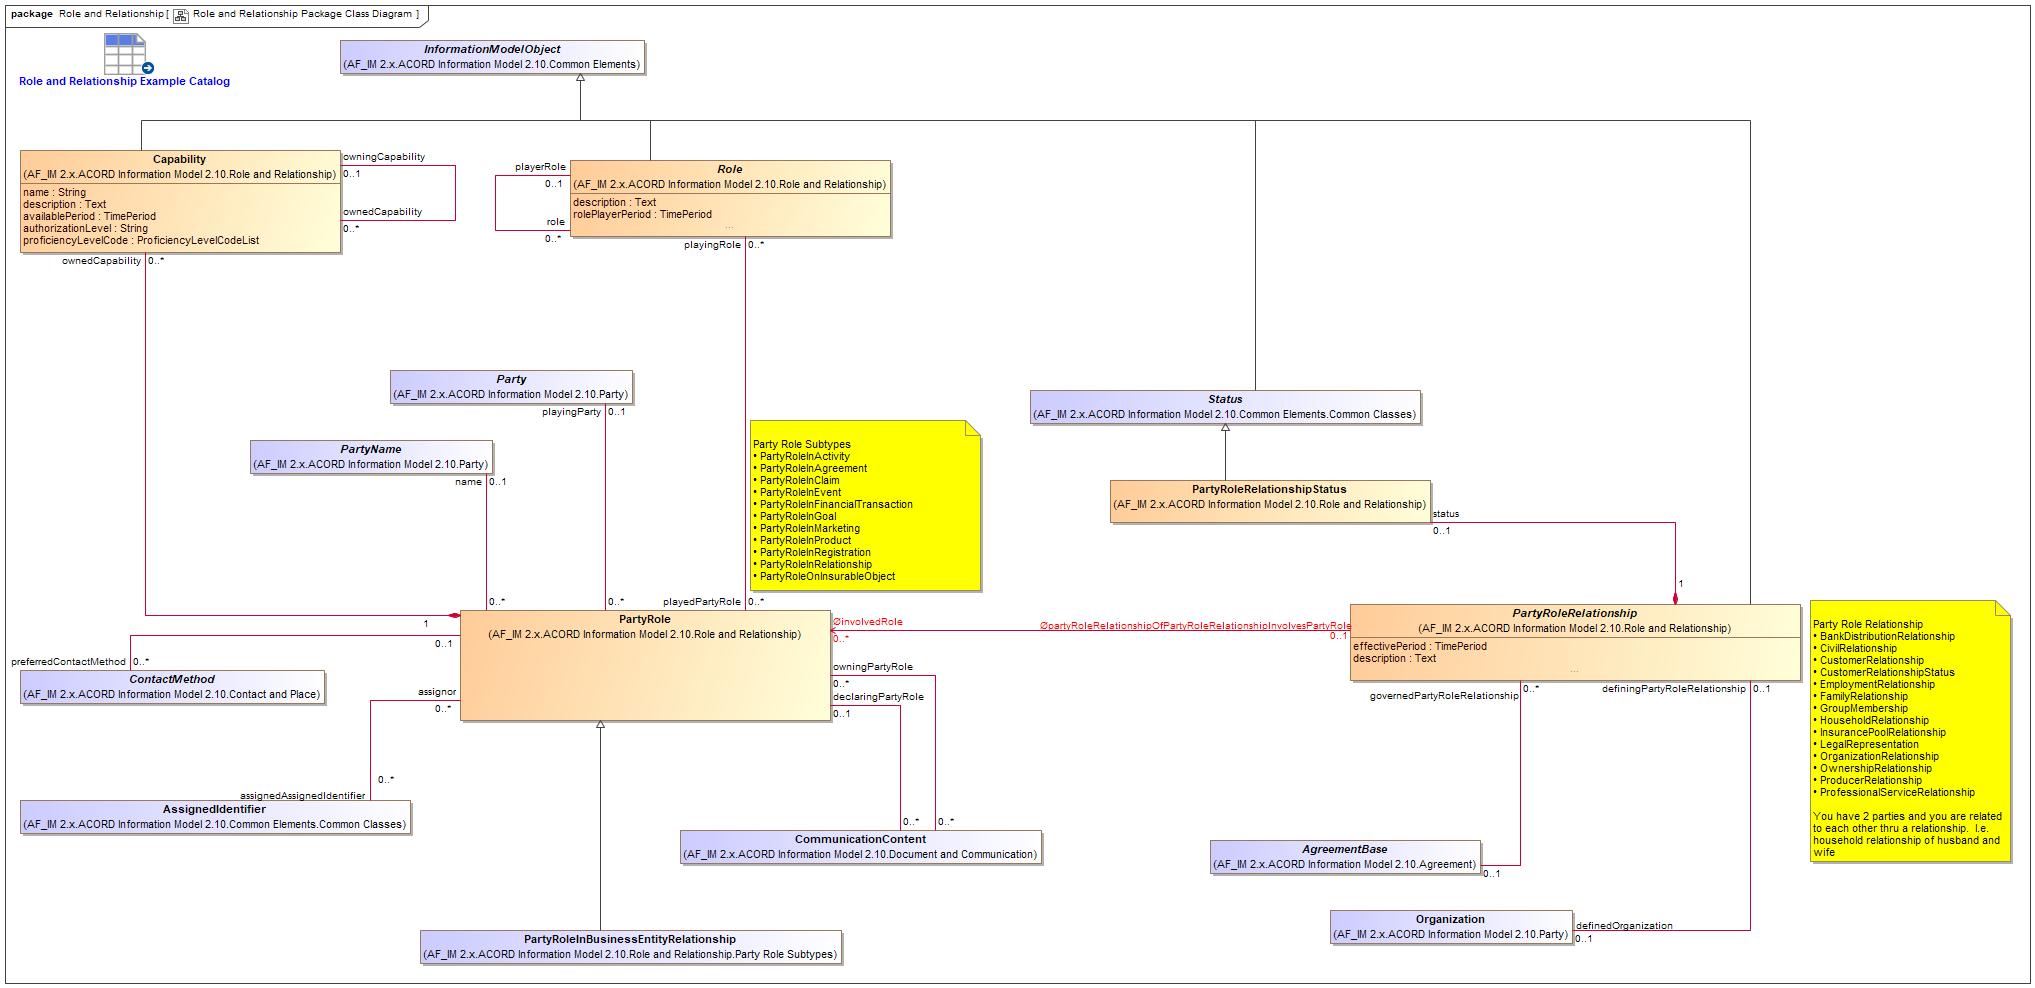 package Role and Relationship [ Role and Relationship Package Class Diagram ]
Role and Relationship Example Catalog
InformationModelObject
(AF_IM 2.x.ACORD Information Model 2.10.Common Elements)
Capability
(AF_IM 2.x.ACORD Information Model 2.10.Role and Relationship)
name : String
description : Text
availablePeriod : TimePeriod
authorizationLevel : String
proficiencyLevelCode : ProficiencyLevelCodeList
owningCapability
0..1
ownedCapability
0..*
ownedCapability 0..*
playerRole
0..1
role
0..*
Role
(AF_IM 2.x.ACORD Information Model 2.10.Role and Relationship)
description : Text
rolePlayerPeriod : TimePeriod
...
playingRole 0..*
Party
(AF_IM 2.x.ACORD Information Model 2.10.Party)
playingParty 0..1
PartyName
(AF_IM 2.x.ACORD Information Model 2.10.Party)
name 0..1
Party Role Subtypes
• PartyRoleInActivity
• PartyRoleInAgreement
• PartyRoleInClaim
• PartyRoleInEvent
• PartyRoleInFinancialTransaction
• PartyRoleInGoal
• PartyRoleInMarketing
• PartyRoleInProduct
• PartyRoleInRegistration
• PartyRoleInRelationship
• PartyRoleOnInsurableObject
Status
(AF_IM 2.x.ACORD Information Model 2.10.Common Elements.Common Classes)
PartyRoleRelationshipStatus
(AF_IM 2.x.ACORD Information Model 2.10.Role and Relationship)
status
0..1
1
0..*
0..*
playedPartyRole 0..*
1
0..1
PartyRole
(AF_IM 2.x.ACORD Information Model 2.10.Role and Relationship)
ØinvolvedRole
0..*
ØpartyRoleRelationshipOfPartyRoleRelationshipInvolvesPartyRole
0..1
PartyRoleRelationship
(AF_IM 2.x.ACORD Information Model 2.10.Role and Relationship)
effectivePeriod : TimePeriod
description : Text
...
governedPartyRoleRelationship 0..*
definingPartyRoleRelationship 0..1
Party Role Relationship
• BankDistributionRelationship
• CivilRelationship
• CustomerRelationship
• CustomerRelationshipStatus
• EmploymentRelationship
• FamilyRelationship
• GroupMembership
• HouseholdRelationship
• InsurancePoolRelationship
• LegalRepresentation
• OrganizationRelationship
• OwnershipRelationship
• ProducerRelationship
• ProfessionalServiceRelationship
You have 2 parties and you are related
to each other thru a relationship. I.e.
household relationship of husband and
wife
preferredContactMethod 0..*
ContactMethod
(AF_IM 2.x.ACORD Information Model 2.10.Contact and Place)
assignor
0..*
owningPartyRole
0..*
declaringPartyRole
0..1
0..*
assignedAssignedIdentifier
AssignedIdentifier
(AF_IM 2.x.ACORD Information Model 2.10.Common Elements.Common Classes)
0..* 0..*
CommunicationContent
(AF_IM 2.x.ACORD Information Model 2.10.Document and Communication)
AgreementBase
(AF_IM 2.x.ACORD Information Model 2.10.Agreement)
0..1
Organization
(AF_IM 2.x.ACORD Information Model 2.10.Party)
definedOrganization
0..1
PartyRoleInBusinessEntityRelationship
(AF_IM 2.x.ACORD Information Model 2.10.Role and Relationship.Party Role Subtypes)